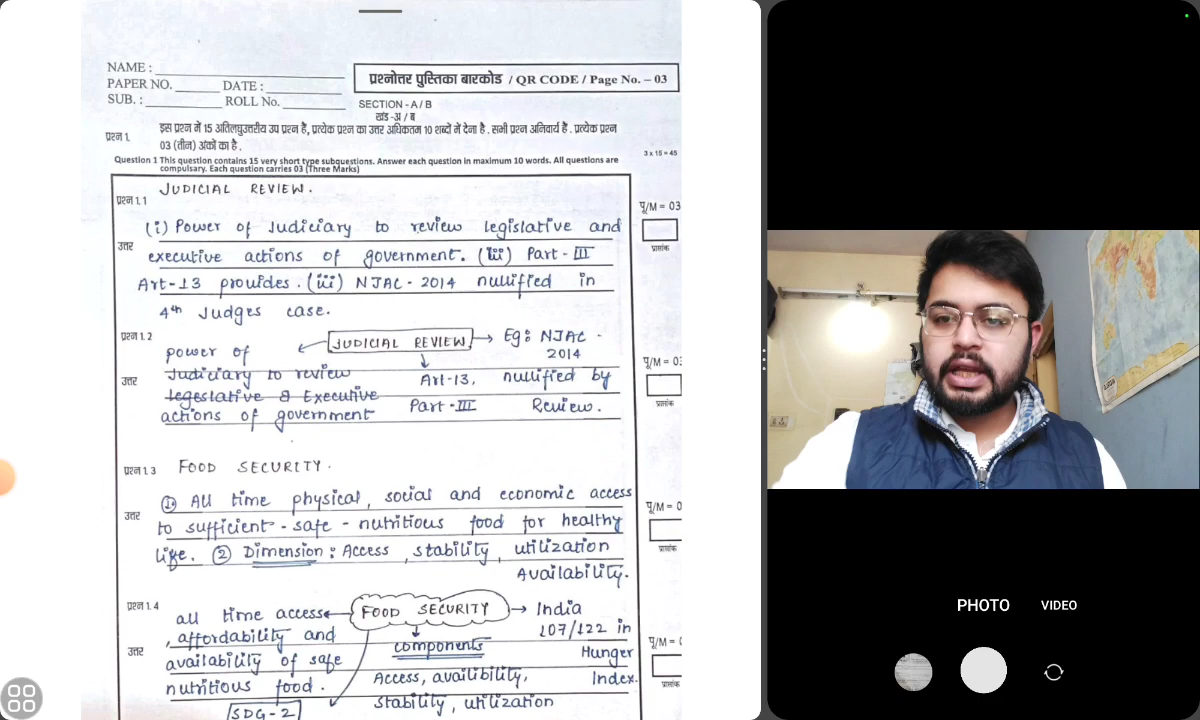 NAME :
PAPER NO. DATE :
SUB. : ROLL No.
प्रश्नोत्तर पुस्तिका बारकोड / QR CODE / Page No. – 03
SECTION - A / B
खंड-अ / ब
प्रश्न 1. इस प्रश्न में 15 अतिलघुउत्तरीय उप प्रश्न है, प्रत्येक प्रश्न का उत्तर अधिकतम 10 शब्दों में देना है . सभी प्रश्न अनिवार्य है . प्रत्येक प्रश्न
03 (तीन) अंकों का है .
3 x 15 = 45
Question 1 This question contains 15 very short type subquestions. Answer each question in maximum 10 words. All questions are
compulsary. Each question carries 03 (Three Marks)
JUDICIAL REVIEW.
प्रश्न 1.1
पू/M = 03
(i) Power of Judiciary to review legislative and
उत्तर
प्राप्तांक
executive actions of government. (ii) Part - III
Art-13 provides. (iii) NJAC - 2014 nullified in
4th Judges case.
प्रश्न 1.2
JUDICIAL REVIEW → Eg: NJAC -
2014
power of
Judiciary to review
legeslative & Executive
actions of government
उत्तर
Art-13,
Part-III
nullified by
Review.
पू/M = 03
प्राप्तांक
प्रश्न 1.3 FOOD SECURITY.
① All time physical, social and economic access
उत्तर
पू/M = 0
to sufficient - safe - nutritious food for healthy
life. ② Dimension : Access , stability, utilization
प्राप्तांक
Availability.
प्रश्न 1.4
all time access ← FOOD SECURITY → India
, affordability and
availability of safe
nutritious food.
उत्तर
components
Access, availibility,
stability, utilization
107/122 in
Hunger
Index.
पू/M =
प्राप्तांक
SDG-2
PHOTO VIDEO